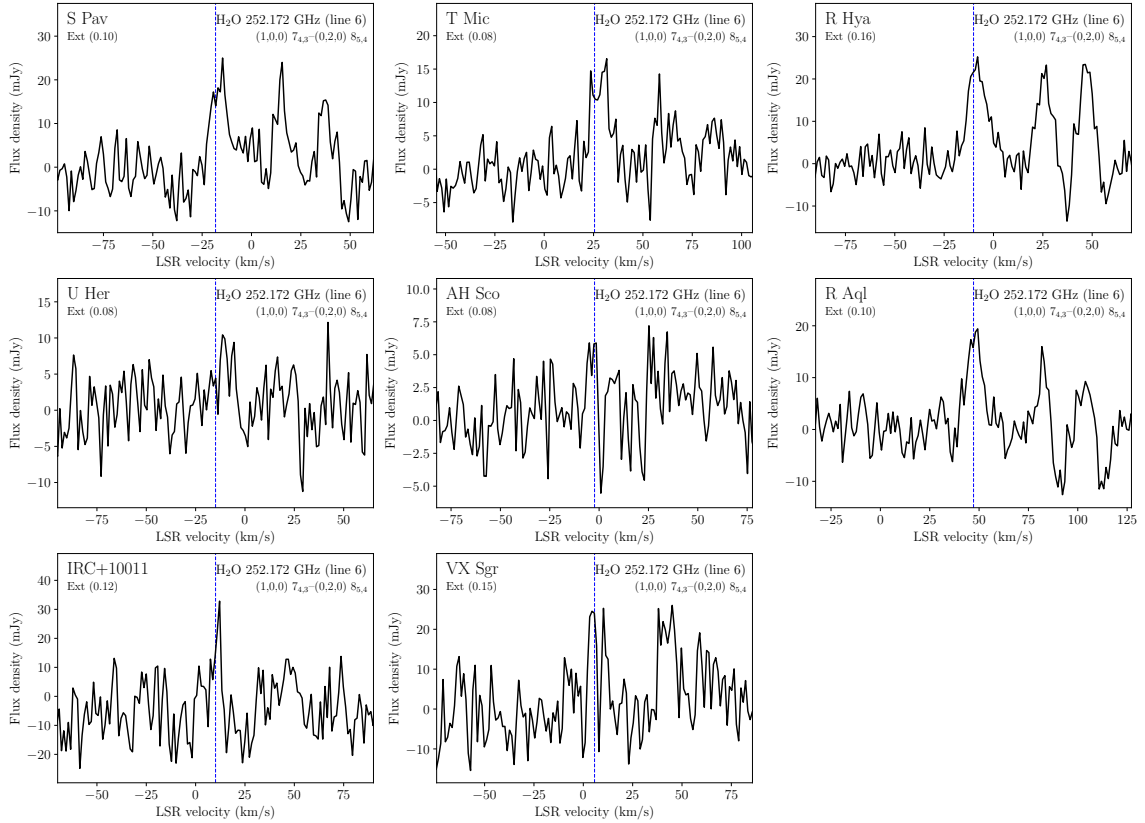 S Pav
H₂O 252.172 GHz (line 6)
Ext (0.10)
(1,0,0) 7₄,₃–(0,2,0) 8₅,₄
Flux density (mJy)
30
20
10
0
−10
−75
−50
−25
0
25
50
LSR velocity (km/s)
T Mic
H₂O 252.172 GHz (line 6)
Ext (0.08)
(1,0,0) 7₄,₃–(0,2,0) 8₅,₄
Flux density (mJy)
20
15
10
5
0
−5
−50
−25
0
25
50
75
100
LSR velocity (km/s)
R Hya
H₂O 252.172 GHz (line 6)
Ext (0.16)
(1,0,0) 7₄,₃–(0,2,0) 8₅,₄
Flux density (mJy)
30
20
10
0
−10
−75
−50
−25
0
25
50
LSR velocity (km/s)
U Her
H₂O 252.172 GHz (line 6)
Ext (0.08)
(1,0,0) 7₄,₃–(0,2,0) 8₅,₄
Flux density (mJy)
15
10
5
0
−5
−10
−75
−50
−25
0
25
50
LSR velocity (km/s)
AH Sco
H₂O 252.172 GHz (line 6)
Ext (0.08)
(1,0,0) 7₄,₃–(0,2,0) 8₅,₄
Flux density (mJy)
10.0
7.5
5.0
2.5
0.0
−2.5
−5.0
−75
−50
−25
0
25
50
75
LSR velocity (km/s)
R Aql
H₂O 252.172 GHz (line 6)
Ext (0.10)
(1,0,0) 7₄,₃–(0,2,0) 8₅,₄
Flux density (mJy)
20
10
0
−10
−25
0
25
50
75
100
125
LSR velocity (km/s)
IRC+10011
H₂O 252.172 GHz (line 6)
Ext (0.12)
(1,0,0) 7₄,₃–(0,2,0) 8₅,₄
Flux density (mJy)
40
30
20
10
0
−10
−20
−50
−25
0
25
50
75
LSR velocity (km/s)
VX Sgr
H₂O 252.172 GHz (line 6)
Ext (0.15)
(1,0,0) 7₄,₃–(0,2,0) 8₅,₄
Flux density (mJy)
30
20
10
0
−10
−50
−25
0
25
50
75
LSR velocity (km/s)